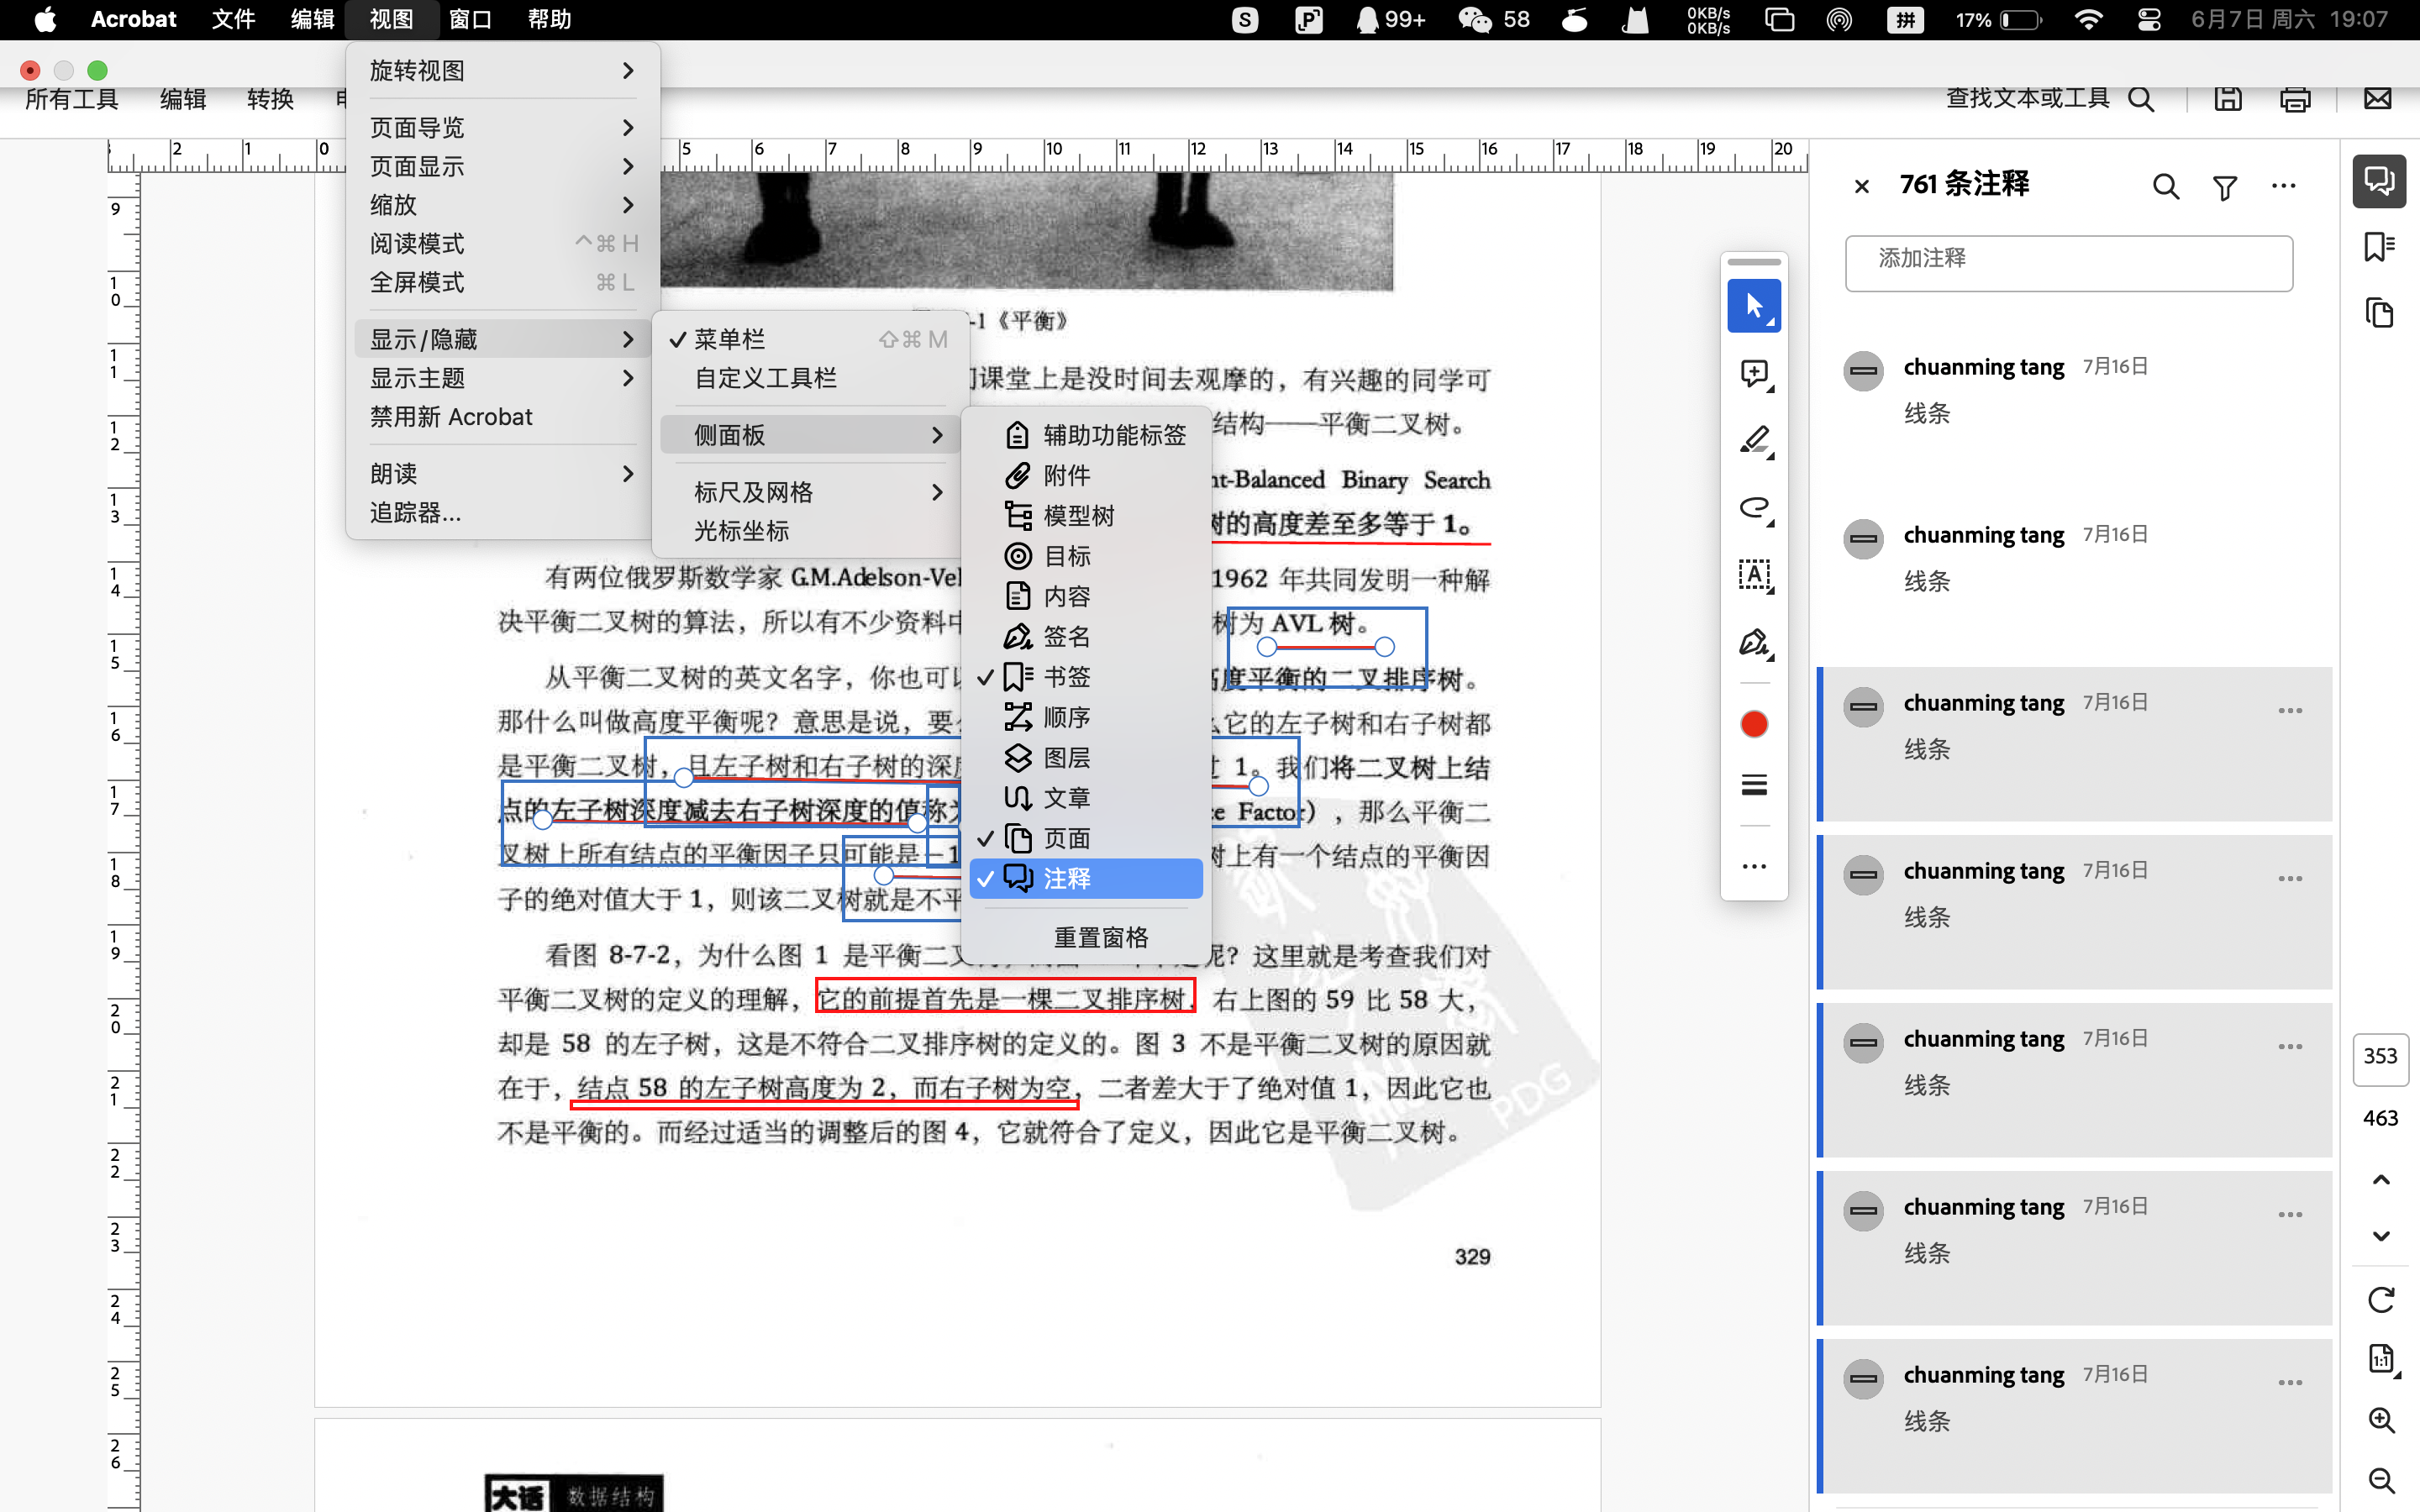 Acrobat 文件 编辑 视图 窗口 帮助
99+ 58 0KB/s 0KB/s 拼 17% 6月7日 周六 19:07
所有工具 编辑 转换
查找文本或工具
旋转视图
页面导览
页面显示
缩放
阅读模式 ^⌘H
全屏模式 ⌘L
显示/隐藏
显示主题
禁用新 Acrobat
朗读
追踪器...
菜单栏 ⇧⌘M
自定义工具栏
侧面板
标尺及网格
光标坐标
辅助功能标签
附件
模型树
目标
内容
签名
书签
顺序
图层
文章
页面
注释
重置窗格
2 1 0 5 6 7 8 9 10 11 12 13 14 15 16 17 18 19 20
9
10
11
12
13
14
15
16
17
18
19
20
21
22
23
24
25
26
-1《平衡》
课堂上是没时间去观摩的，有兴趣的同学可
结构——平衡二叉树。
nt-Balanced Binary Search
树的高度差至多等于 1。
有两位俄罗斯数学家 G.M.Adelson-Vel 1962 年共同发明一种解
决平衡二叉树的算法，所以有不少资料中 树为 AVL 树。
从平衡二叉树的英文名字，你也可以 高度平衡的二叉排序树。
那什么叫做高度平衡呢？意思是说，要么 么它的左子树和右子树都
是平衡二叉树，且左子树和右子树的深度 过 1。我们将二叉树上结
点的左子树深度减去右子树深度的值称为 ce Factor），那么平衡二
叉树上所有结点的平衡因子只可能是－1 树上有一个结点的平衡因
子的绝对值大于 1，则该二叉树就是不平
看图 8-7-2，为什么图 1 是平衡二叉 呢？这里就是考查我们对
平衡二叉树的定义的理解，它的前提首先是一棵二叉排序树，右上图的 59 比 58 大，
却是 58 的左子树，这是不符合二叉排序树的定义的。图 3 不是平衡二叉树的原因就
在于，结点 58 的左子树高度为 2，而右子树为空，二者差大于了绝对值 1，因此它也
不是平衡的。而经过适当的调整后的图 4，它就符合了定义，因此它是平衡二叉树。
PDG
329
大话 数据结构
761 条注释
添加注释
chuanming tang 7月16日
线条
chuanming tang 7月16日
线条
chuanming tang 7月16日
线条
chuanming tang 7月16日
线条
chuanming tang 7月16日
线条
chuanming tang 7月16日
线条
chuanming tang 7月16日
线条
353
463
1:1